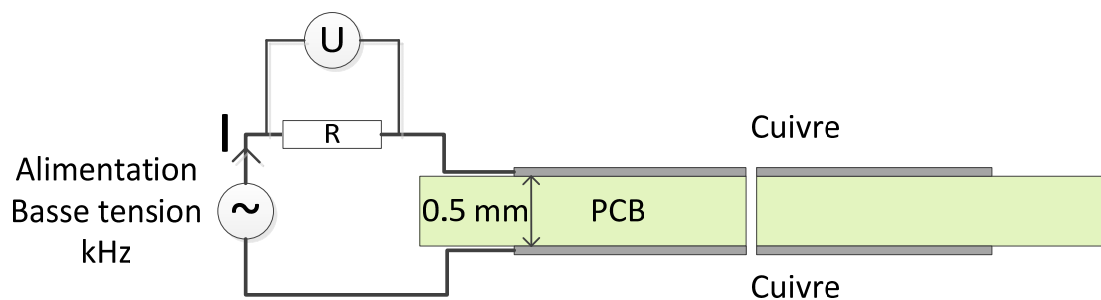 U
I
R
Cuivre
Alimentation
Basse tension
kHz
~
0.5 mm
PCB
Cuivre